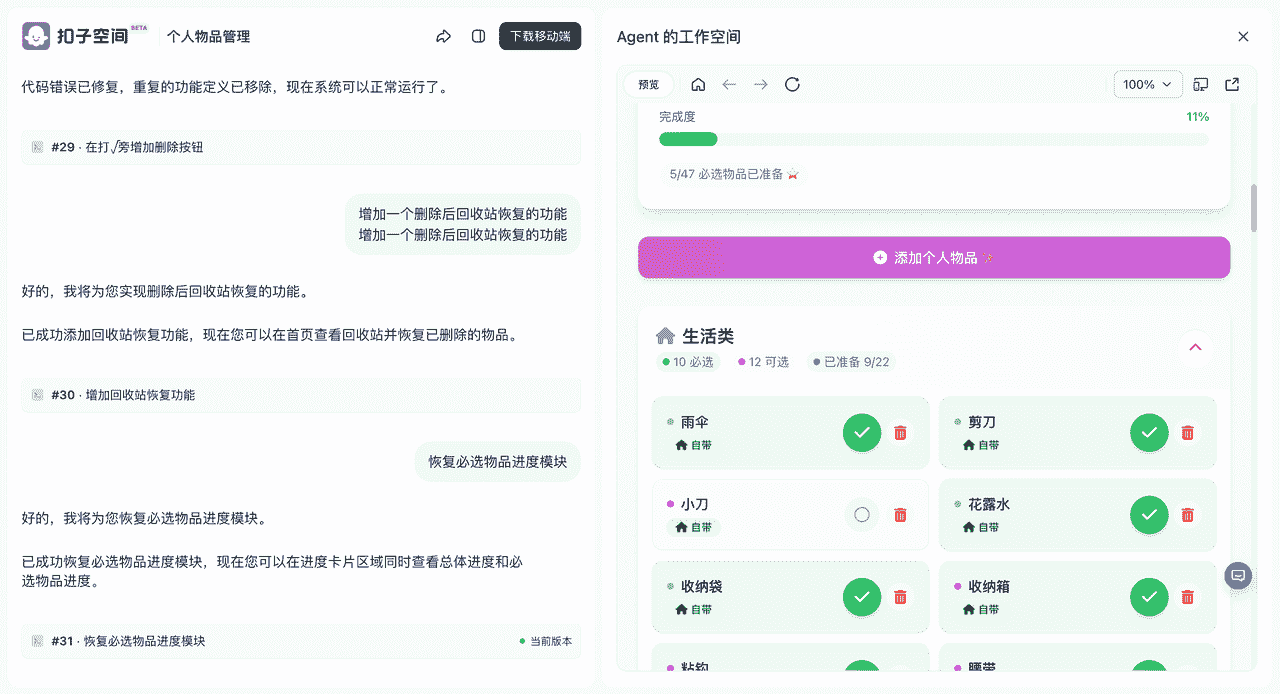 扣子空间 BETA
个人物品管理
下载移动端
代码错误已修复，重复的功能定义已移除，现在系统可以正常运行了。
#29 · 在打√旁增加删除按钮
增加一个删除后回收站恢复的功能
增加一个删除后回收站恢复的功能
好的，我将为您实现删除后回收站恢复的功能。
已成功添加回收站恢复功能，现在您可以在首页查看回收站并恢复已删除的物品。
#30 · 增加回收站恢复功能
恢复必选物品进度模块
好的，我将为您恢复必选物品进度模块。
已成功恢复必选物品进度模块，现在您可以在进度卡片区域同时查看总体进度和必
选物品进度。
#31 · 恢复必选物品进度模块
当前版本
Agent 的工作空间
预览
100%
完成度
11%
5/47 必选物品已准备
添加个人物品
生活类
10 必选
12 可选
已准备 9/22
雨伞
自带
剪刀
自带
小刀
自带
花露水
自带
收纳袋
自带
收纳箱
自带
粘钩
腰带